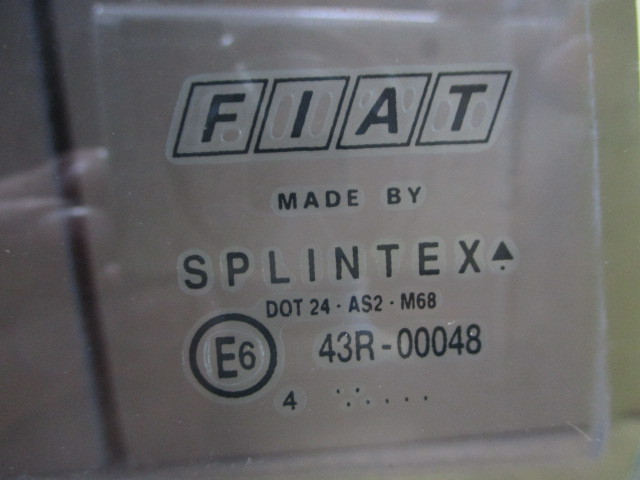 FIAT
MADE BY
SPLINTEX
DOT 24 · AS2 · M68
E6 43R-00048
4